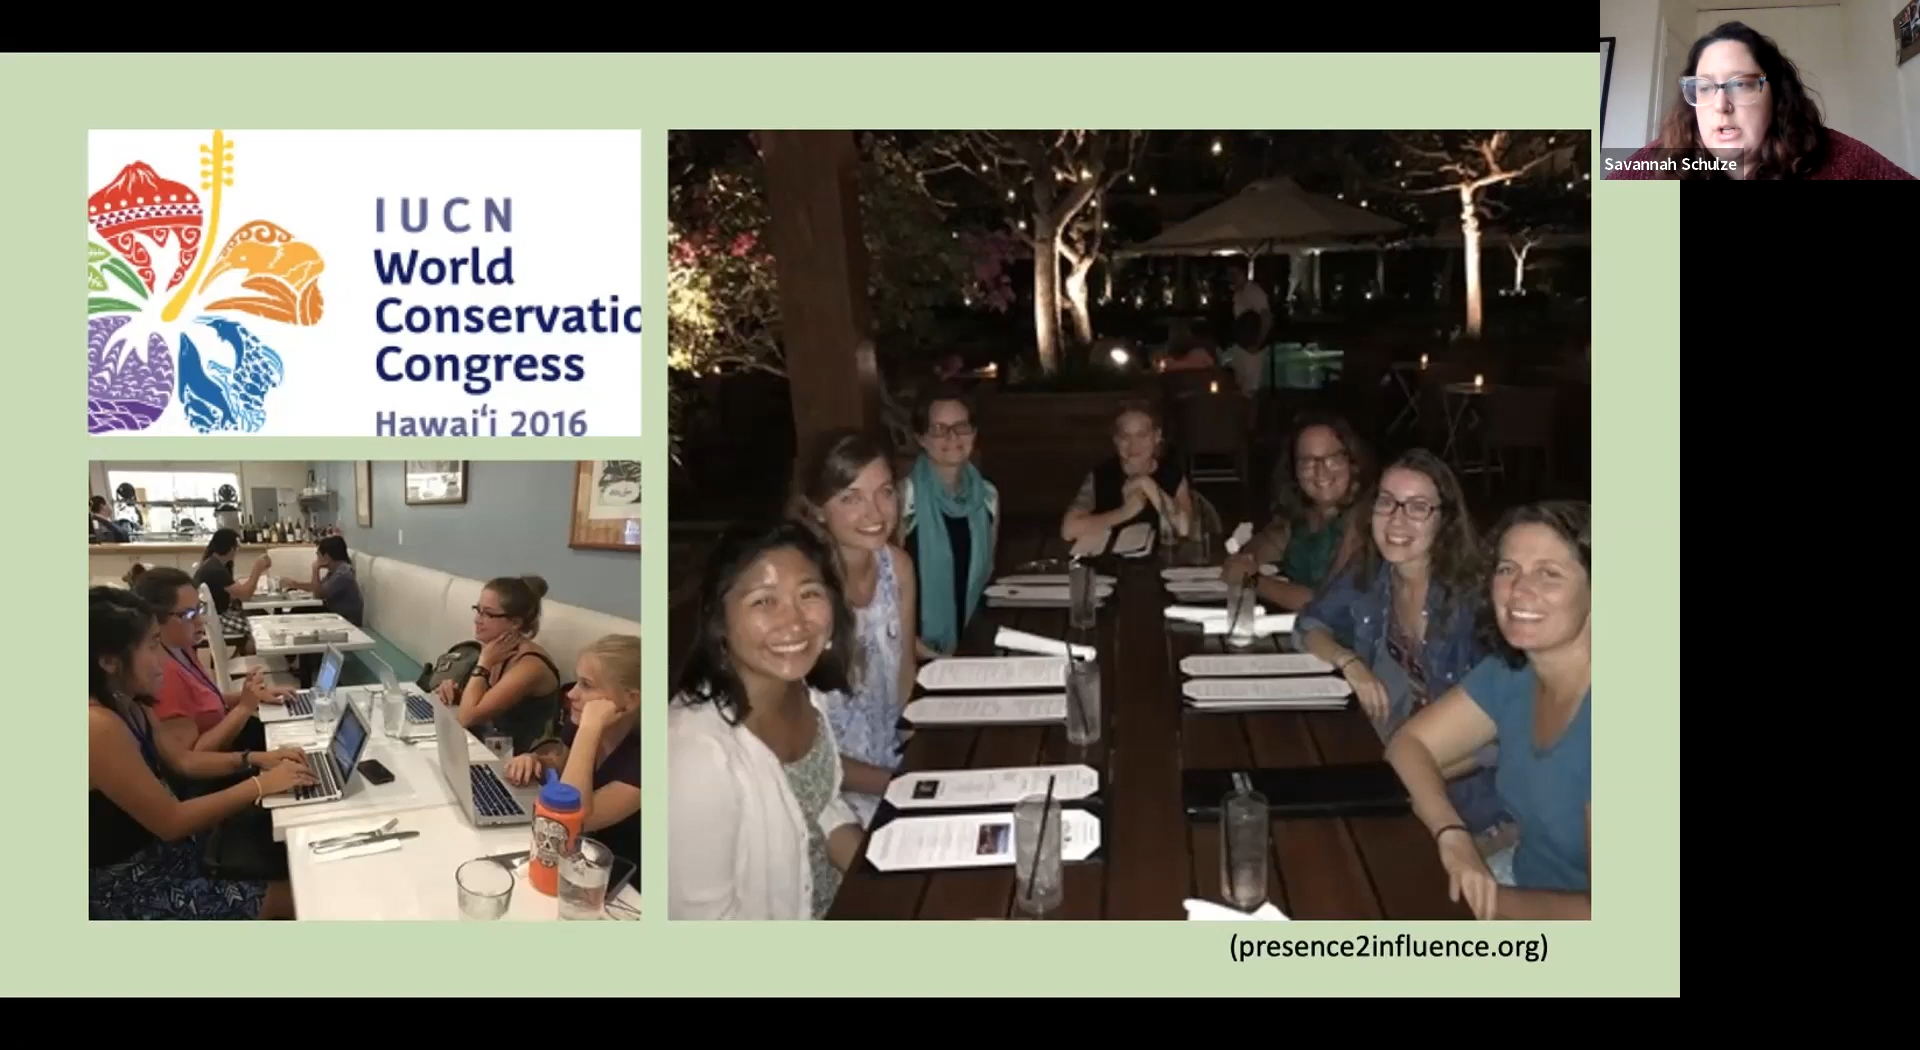 IUCN
World
Conservatio
Congress
Hawaiʻi 2016
Savannah Schulze
(presence2influence.org)